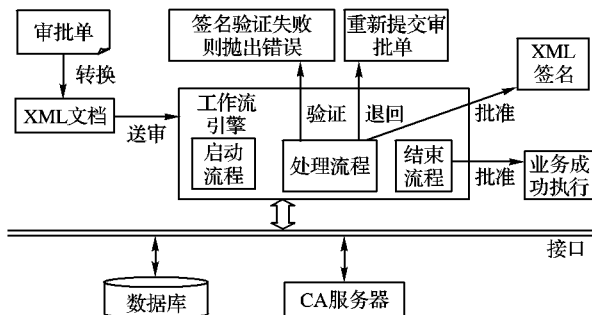 审批单
转换
XML文档
送审
签名验证失败
则抛出错误
重新提交审
批单
XML
签名
工作流
引擎
验证
退回
批准
启动
流程
处理流程
结束
流程
批准
业务成
功执行
接口
数据库
CA服务器